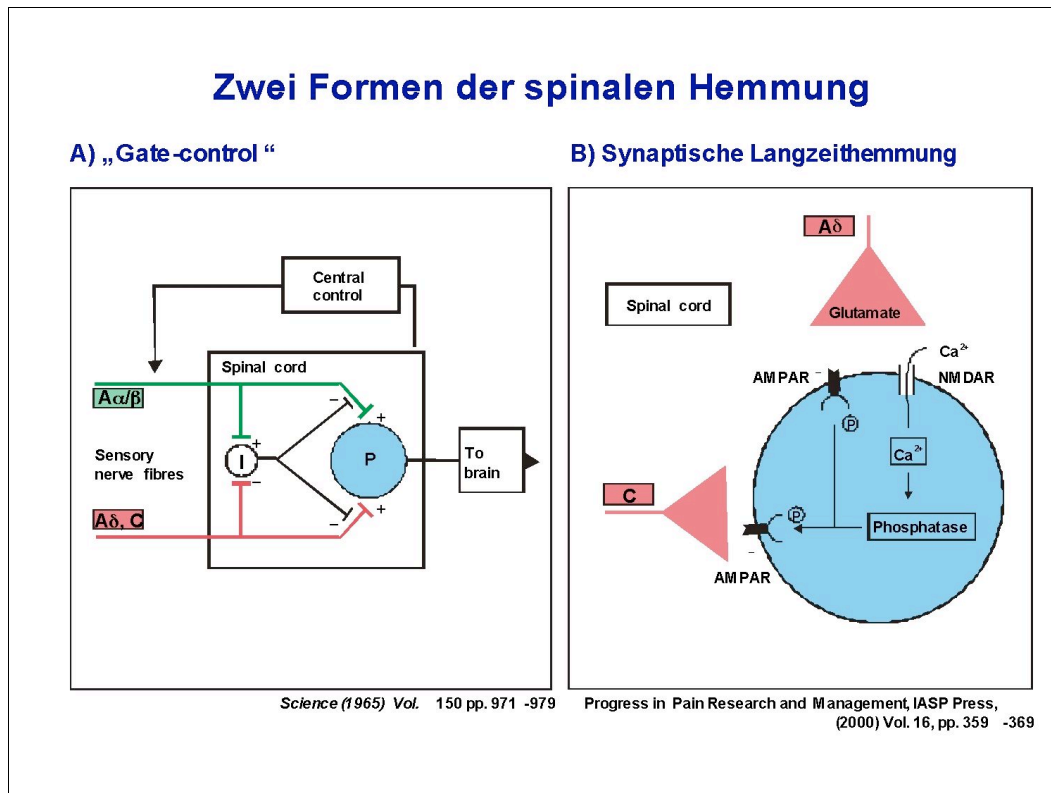 Zwei Formen der spinalen Hemmung
A) „Gate-control“
Central
control
Spinal cord
Aα/β
–
+
+
I
P
To
brain
Sensory
nerve fibres
–
+
–
Aδ, C
Science (1965) Vol. 150 pp. 971 -979
B) Synaptische Langzeithemmung
Aδ
Spinal cord
Glutamate
Ca²⁺
AMPAR –
NMDAR
P
Ca²⁺
C
P
Phosphatase
–
AMPAR
Progress in Pain Research and Management, IASP Press,
(2000) Vol. 16, pp. 359 -369